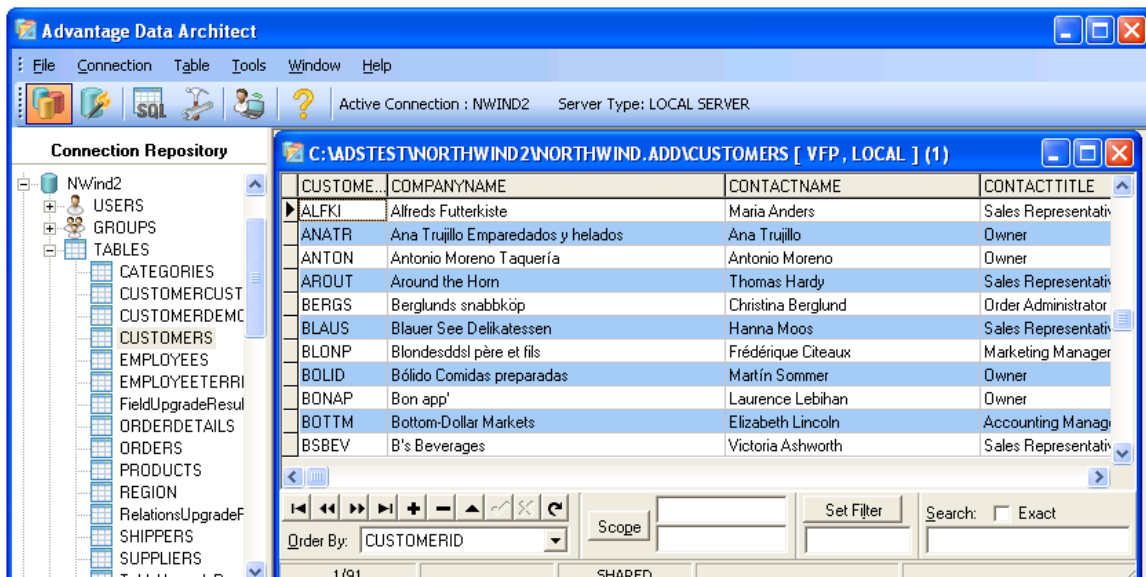 Advantage Data Architect
File Connection Table Tools Window Help
SQL Active Connection : NWIND2 Server Type: LOCAL SERVER
Connection Repository
NWind2
USERS
GROUPS
TABLES
CATEGORIES
CUSTOMERCUST
CUSTOMERDEMO
CUSTOMERS
EMPLOYEES
EMPLOYEETERRI
FieldUpgradeResul
ORDERDETAILS
ORDERS
PRODUCTS
REGION
RelationsUpgradeF
SHIPPERS
SUPPLIERS
C:\ADSTEST\NORTHWIND2\NORTHWIND.ADD\CUSTOMERS [ VFP, LOCAL ] (1)
CUSTOME... COMPANYNAME CONTACTNAME CONTACTTITLE
ALFKI Alfreds Futterkiste Maria Anders Sales Representativ
ANATR Ana Trujillo Emparedados y helados Ana Trujillo Owner
ANTON Antonio Moreno Taquería Antonio Moreno Owner
AROUT Around the Horn Thomas Hardy Sales Representativ
BERGS Berglunds snabbköp Christina Berglund Order Administrator
BLAUS Blauer See Delikatessen Hanna Moos Sales Representativ
BLONP Blondesddsl père et fils Frédérique Citeaux Marketing Manager
BOLID Bólido Comidas preparadas Martín Sommer Owner
BONAP Bon app' Laurence Lebihan Owner
BOTTM Bottom-Dollar Markets Elizabeth Lincoln Accounting Manag
BSBEV B's Beverages Victoria Ashworth Sales Representativ
Scope Set Filter Search: Exact
Order By: CUSTOMERID
1/91 SHARED